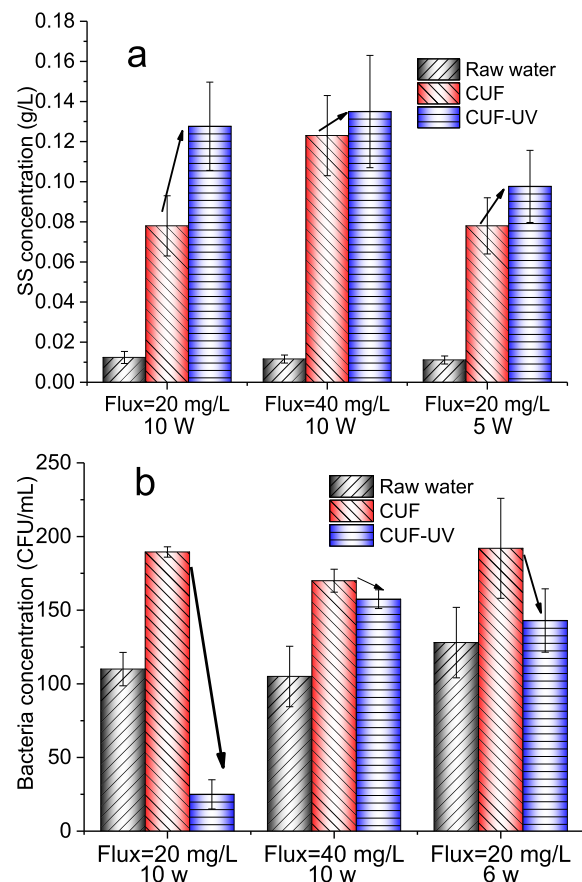 a
SS concentration (g/L)
0.18
0.16
0.14
0.12
0.10
0.08
0.06
0.04
0.02
0.00
Raw water
CUF
CUF-UV
Flux=20 mg/L
10 W
Flux=40 mg/L
10 W
Flux=20 mg/L
5 W
b
Bacteria concentration (CFU/mL)
250
200
150
100
50
0
Raw water
CUF
CUF-UV
Flux=20 mg/L
10 w
Flux=40 mg/L
10 w
Flux=20 mg/L
6 w